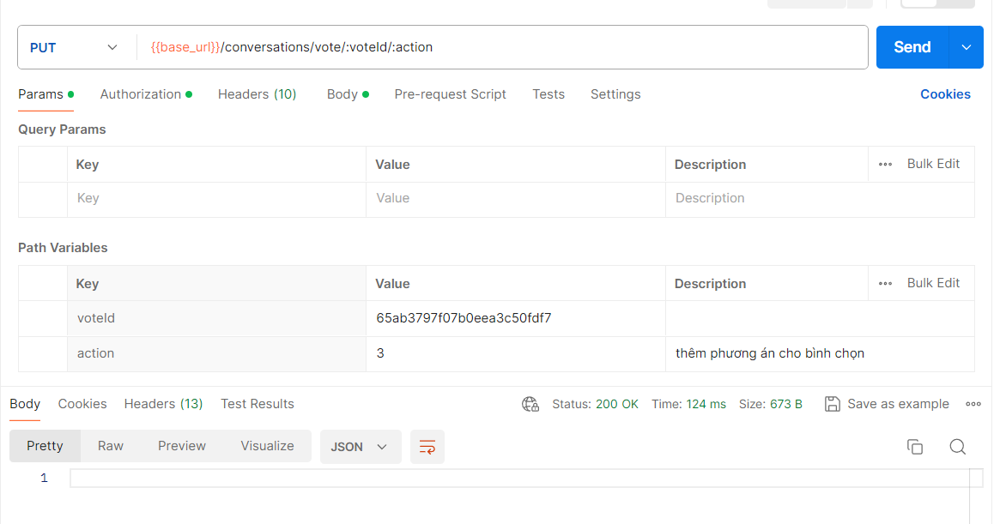 PUT {{base_url}}/conversations/vote/:voteId/:action Send
Params Authorization Headers (10) Body Pre-request Script Tests Settings Cookies
Query Params
Key Value Description Bulk Edit
Key Value Description
Path Variables
Key Value Description Bulk Edit
voteId 65ab3797f07b0eea3c50fdf7
action 3 thêm phương án cho bình chọn
Body Cookies Headers (13) Test Results Status: 200 OK Time: 124 ms Size: 673 B Save as example
Pretty Raw Preview Visualize JSON
1